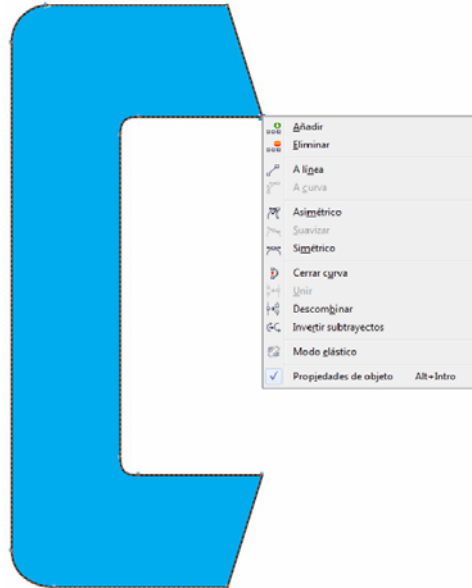 Añadir
Eliminar
A línea
A curva
Asimétrico
Suavizar
Simétrico
Cerrar curva
Unir
Descombinar
Invertir subtrayectos
Modo elástico
Propiedades de objeto Alt+Intro